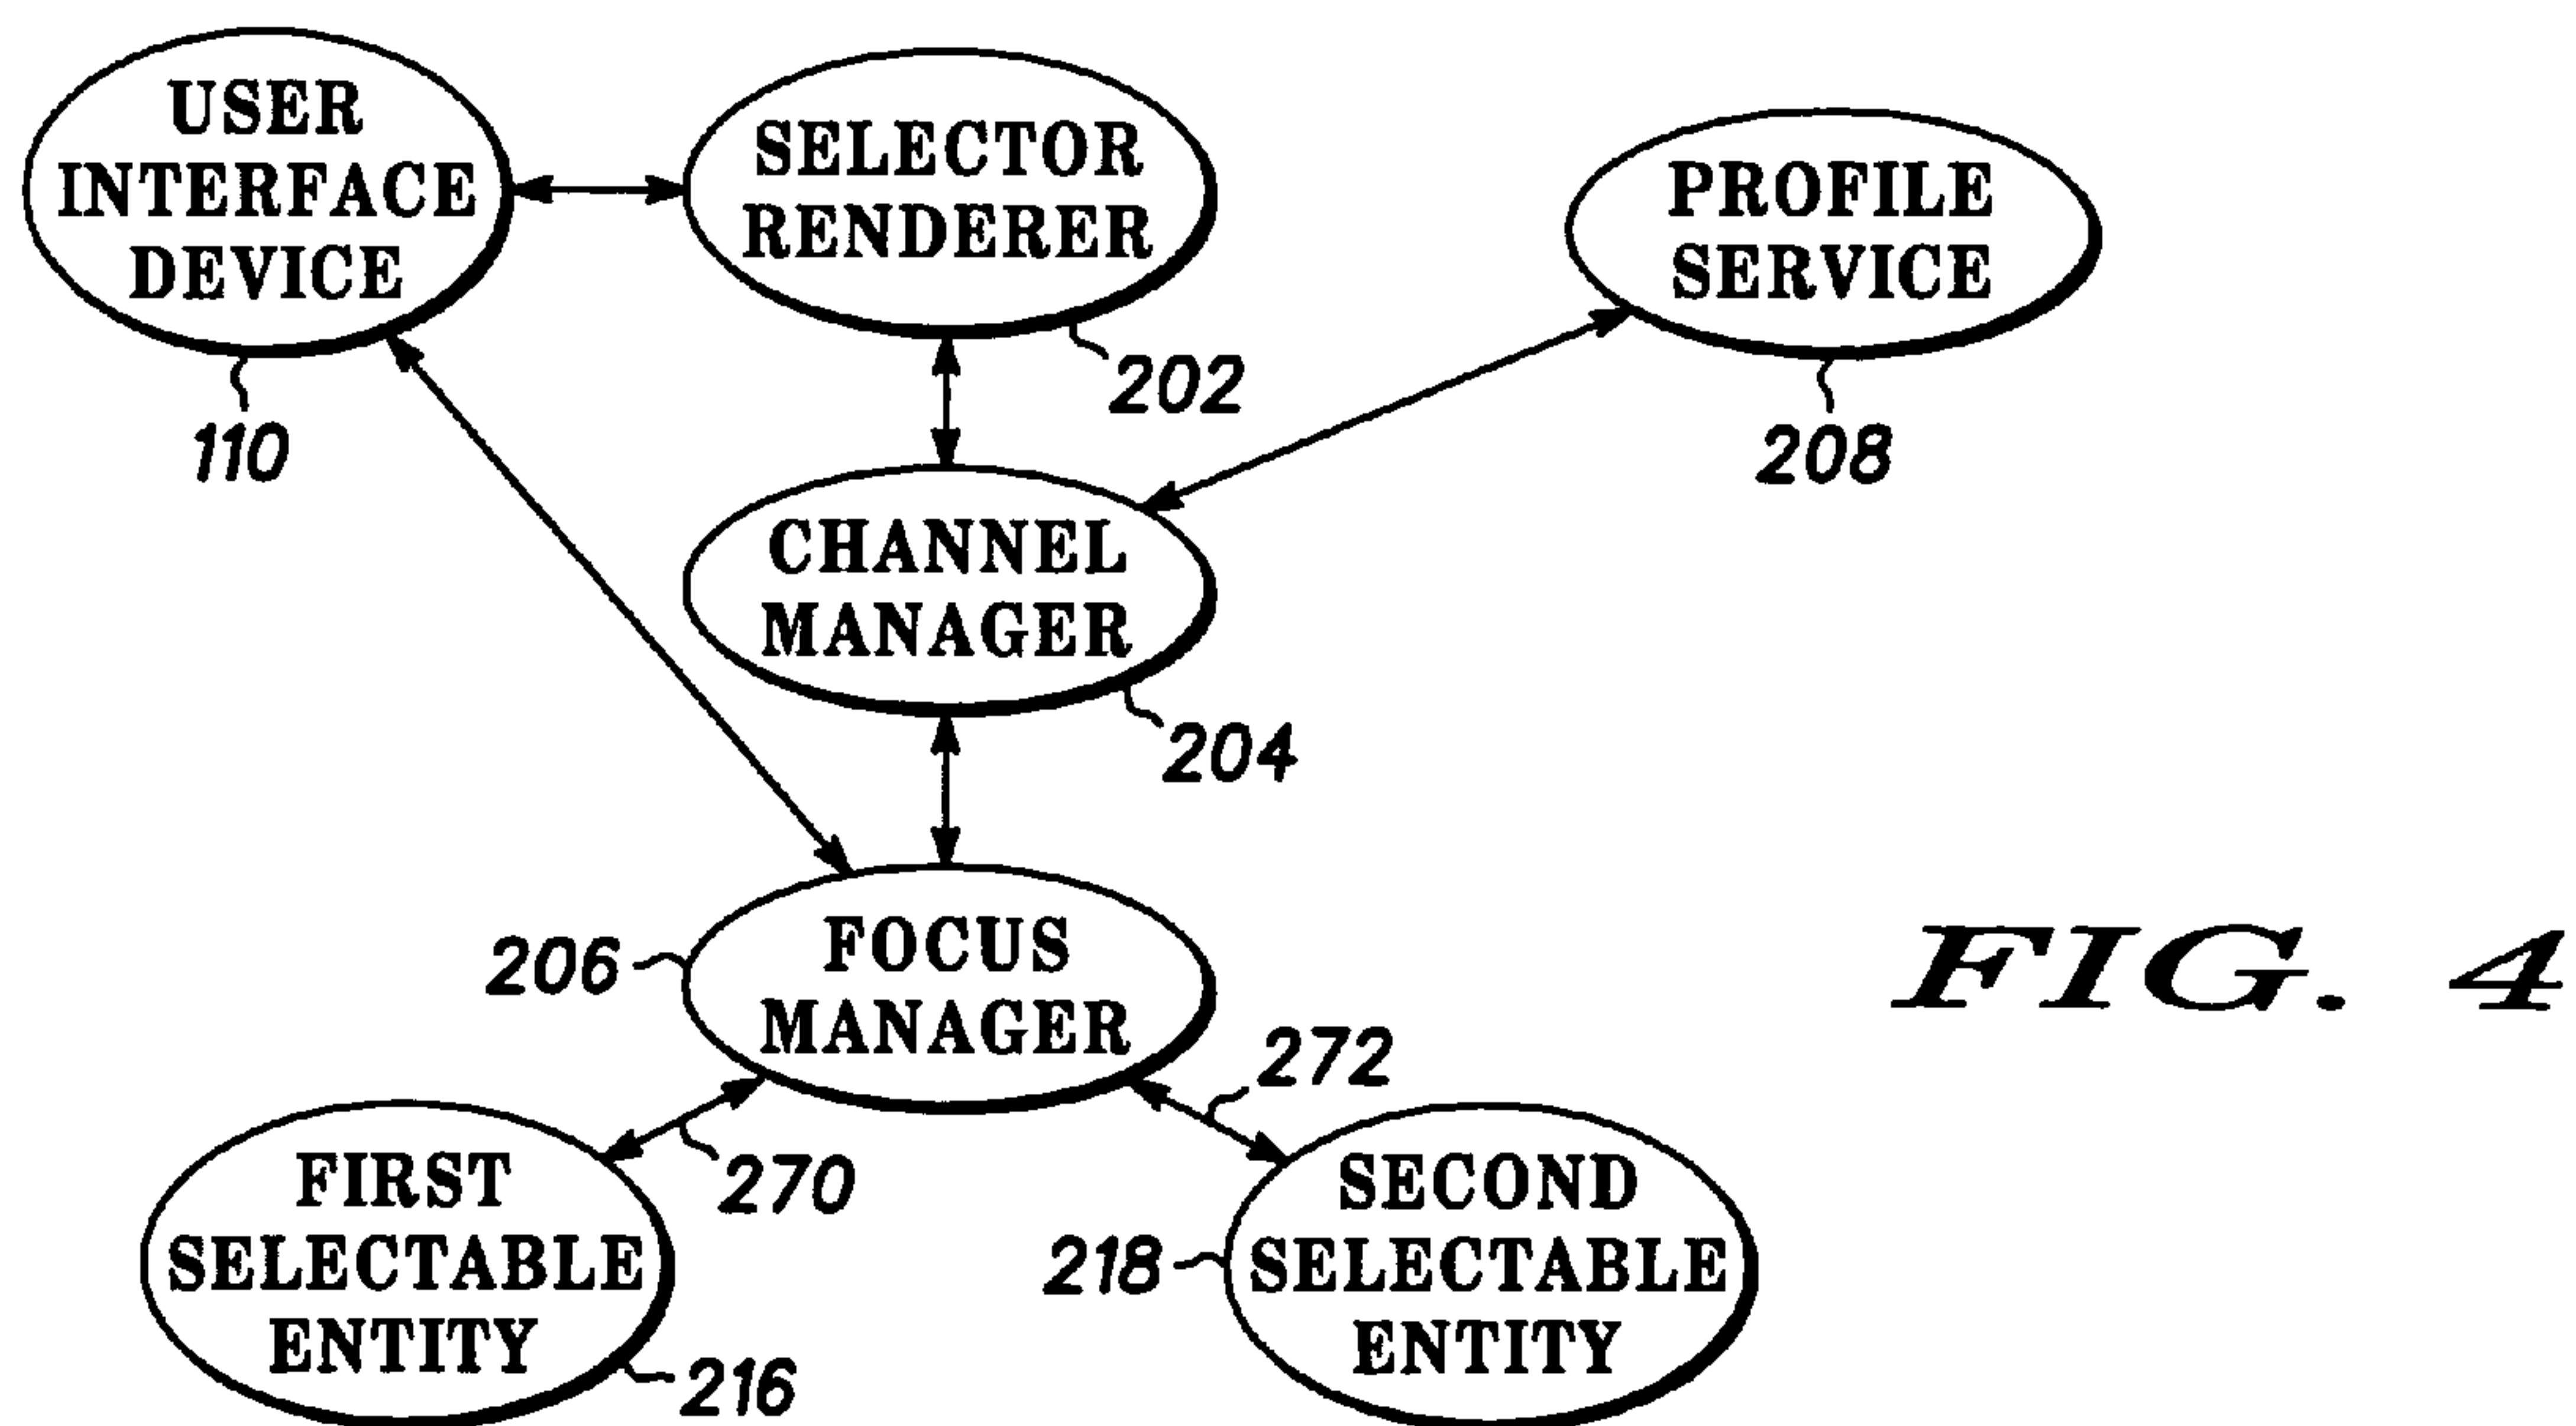 USER
INTERFACE
DEVICE
110
SELECTOR
RENDERER
202
PROFILE
SERVICE
208
CHANNEL
MANAGER
204
FOCUS
MANAGER
206
270
272
FIRST
SELECTABLE
ENTITY
216
SECOND
SELECTABLE
ENTITY
218
FIG. 4